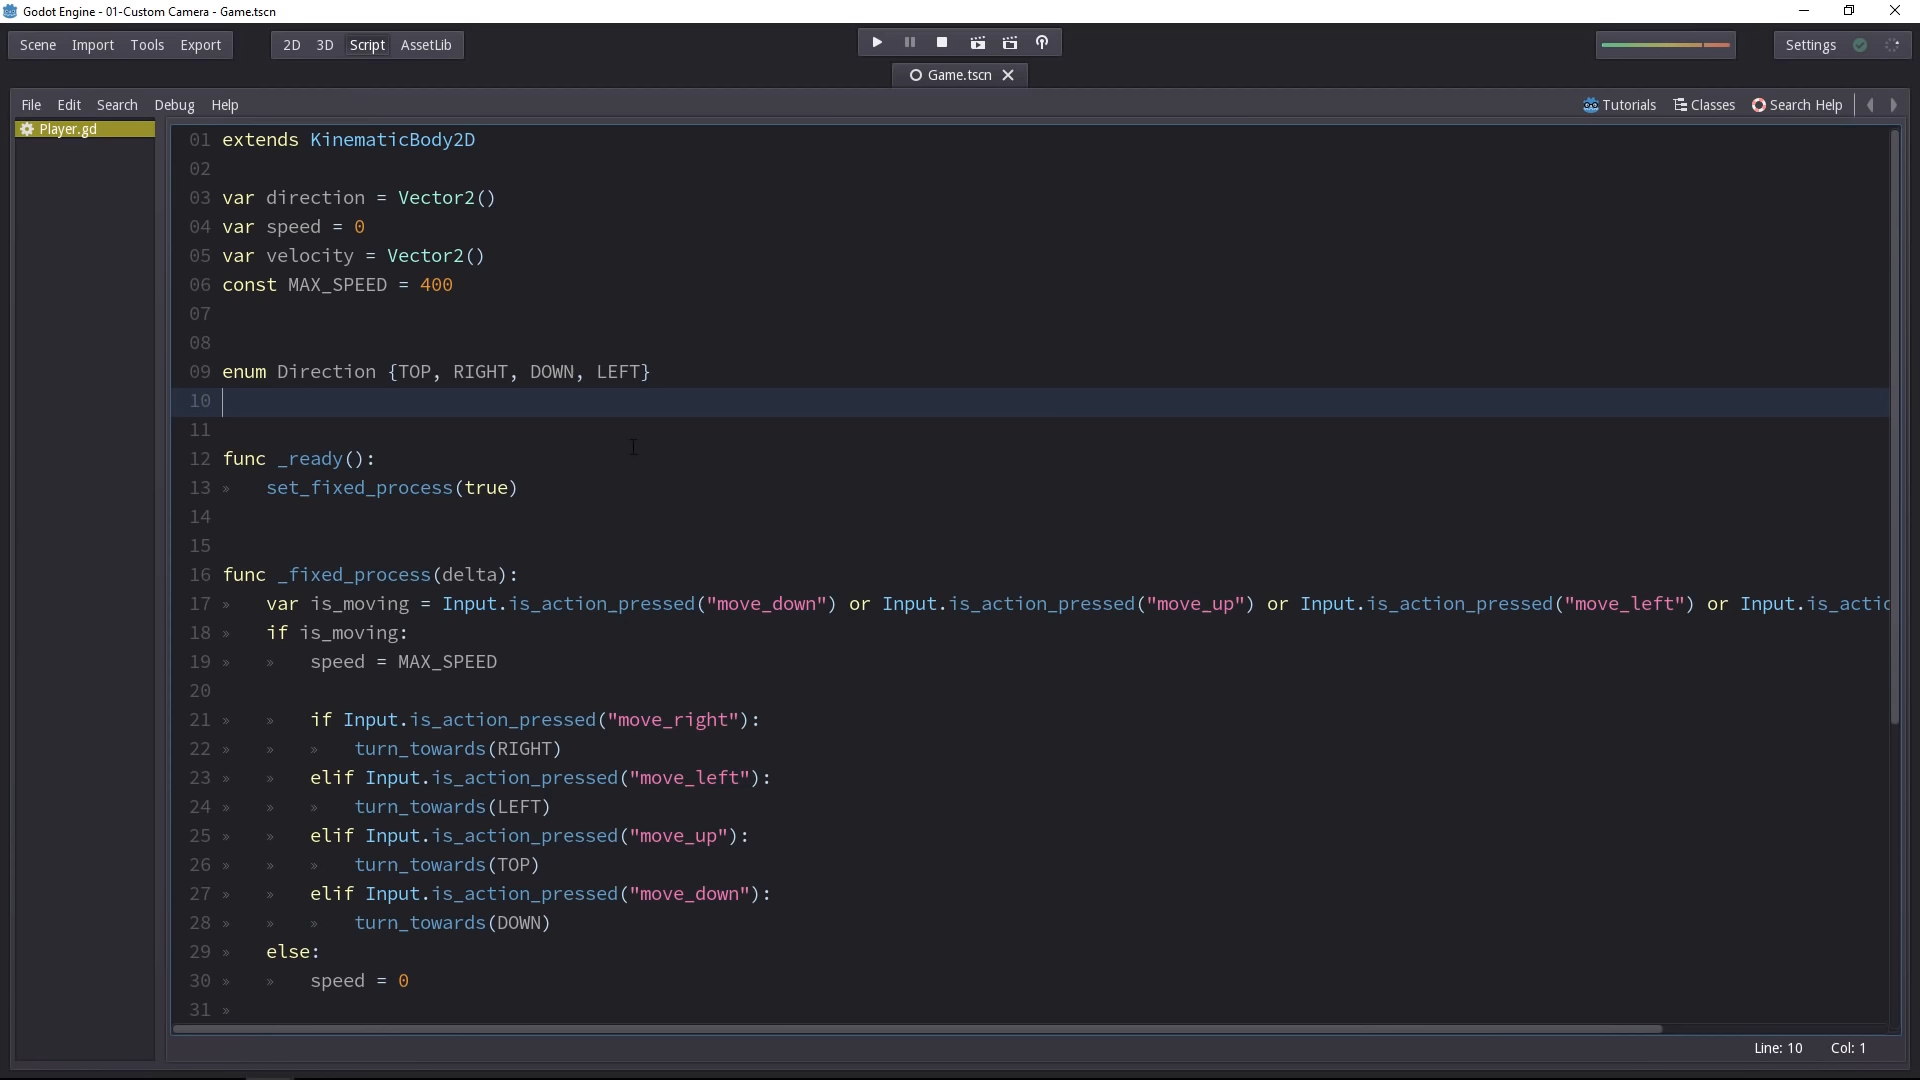 Godot Engine - 01-Custom Camera - Game.tscn
Scene Import Tools Export 2D 3D Script AssetLib Settings
Game.tscn
File Edit Search Debug Help Tutorials Classes Search Help
Player.gd
01 extends KinematicBody2D
02
03 var direction = Vector2()
04 var speed = 0
05 var velocity = Vector2()
06 const MAX_SPEED = 400
07
08
09 enum Direction {TOP, RIGHT, DOWN, LEFT}
10
11
12 func _ready():
13 » set_fixed_process(true)
14
15
16 func _fixed_process(delta):
17 » var is_moving = Input.is_action_pressed("move_down") or Input.is_action_pressed("move_up") or Input.is_action_pressed("move_left") or Input.is_actio
18 » if is_moving:
19 » » speed = MAX_SPEED
20
21 » » if Input.is_action_pressed("move_right"):
22 » » » turn_towards(RIGHT)
23 » » elif Input.is_action_pressed("move_left"):
24 » » » turn_towards(LEFT)
25 » » elif Input.is_action_pressed("move_up"):
26 » » » turn_towards(TOP)
27 » » elif Input.is_action_pressed("move_down"):
28 » » » turn_towards(DOWN)
29 » else:
30 » » speed = 0
31 »
Line: 10 Col: 1